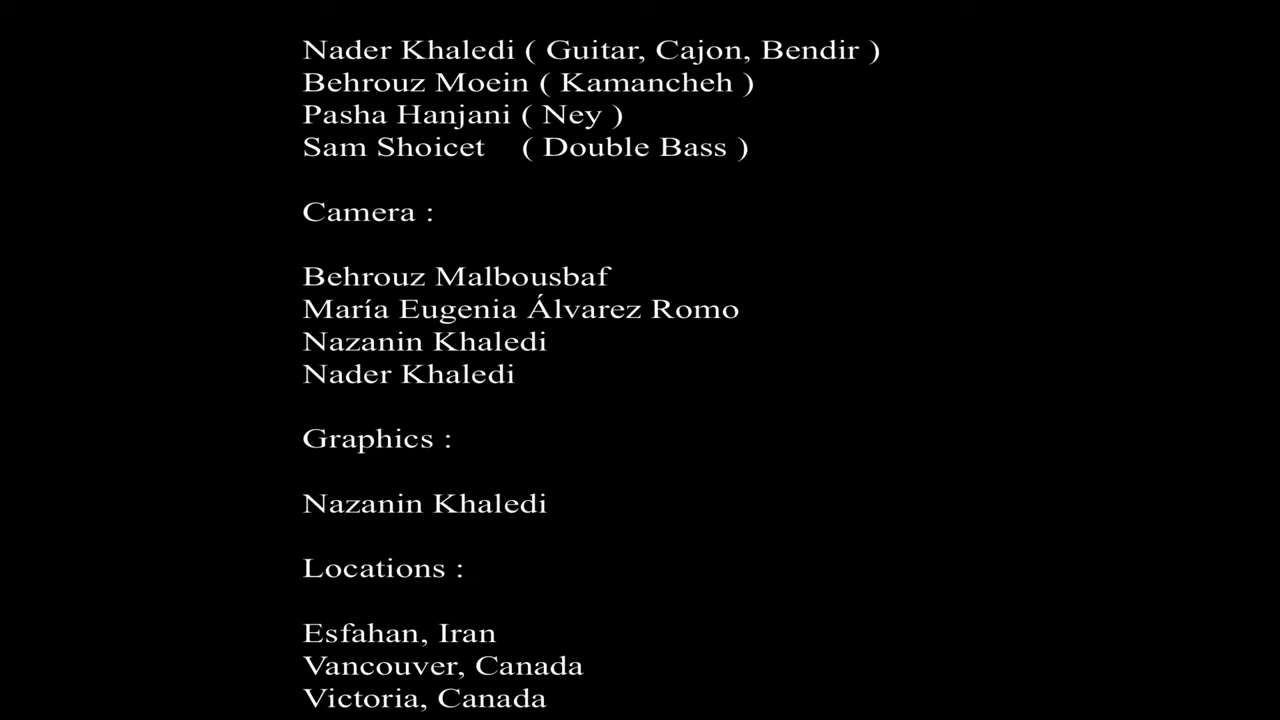 Nader Khaledi ( Guitar, Cajon, Bendir )
Behrouz Moein ( Kamancheh )
Pasha Hanjani ( Ney )
Sam Shoicet ( Double Bass )
Camera :
Behrouz Malbousbaf
María Eugenia Álvarez Romo
Nazanin Khaledi
Nader Khaledi
Graphics :
Nazanin Khaledi
Locations :
Esfahan, Iran
Vancouver, Canada
Victoria, Canada